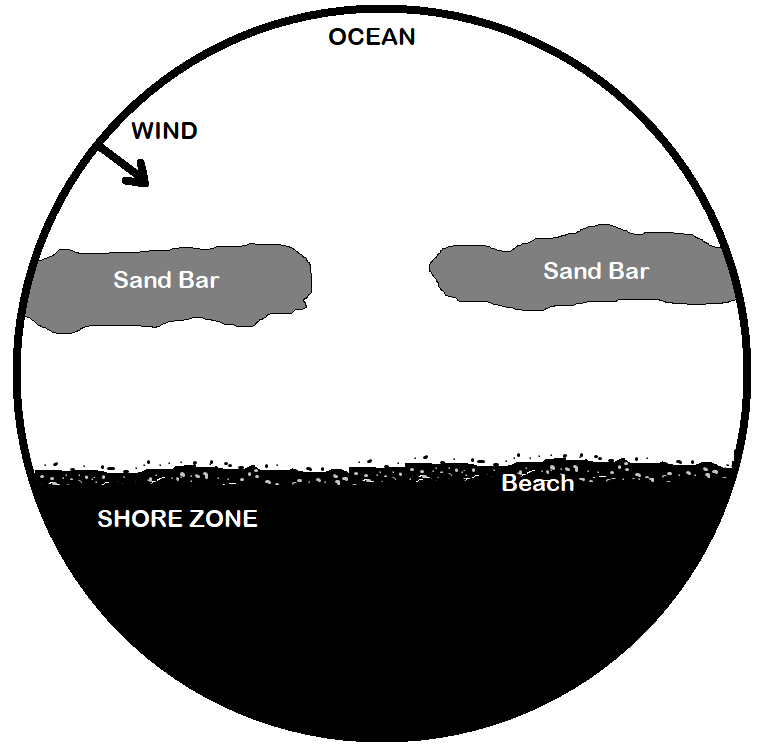 OCEAN
WIND
Sand Bar
Sand Bar
Beach
SHORE ZONE